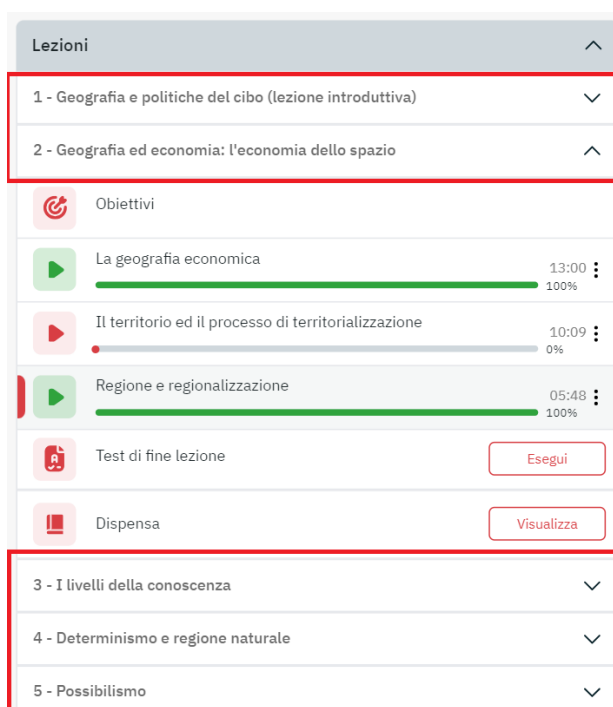 Lezioni
1 - Geografia e politiche del cibo (lezione introduttiva)
2 - Geografia ed economia: l'economia dello spazio
Obiettivi
La geografia economica
13:00
100%
Il territorio ed il processo di territorializzazione
10:09
0%
Regione e regionalizzazione
05:48
100%
Test di fine lezione
Esegui
Dispensa
Visualizza
3 - I livelli della conoscenza
4 - Determinismo e regione naturale
5 - Possibilismo